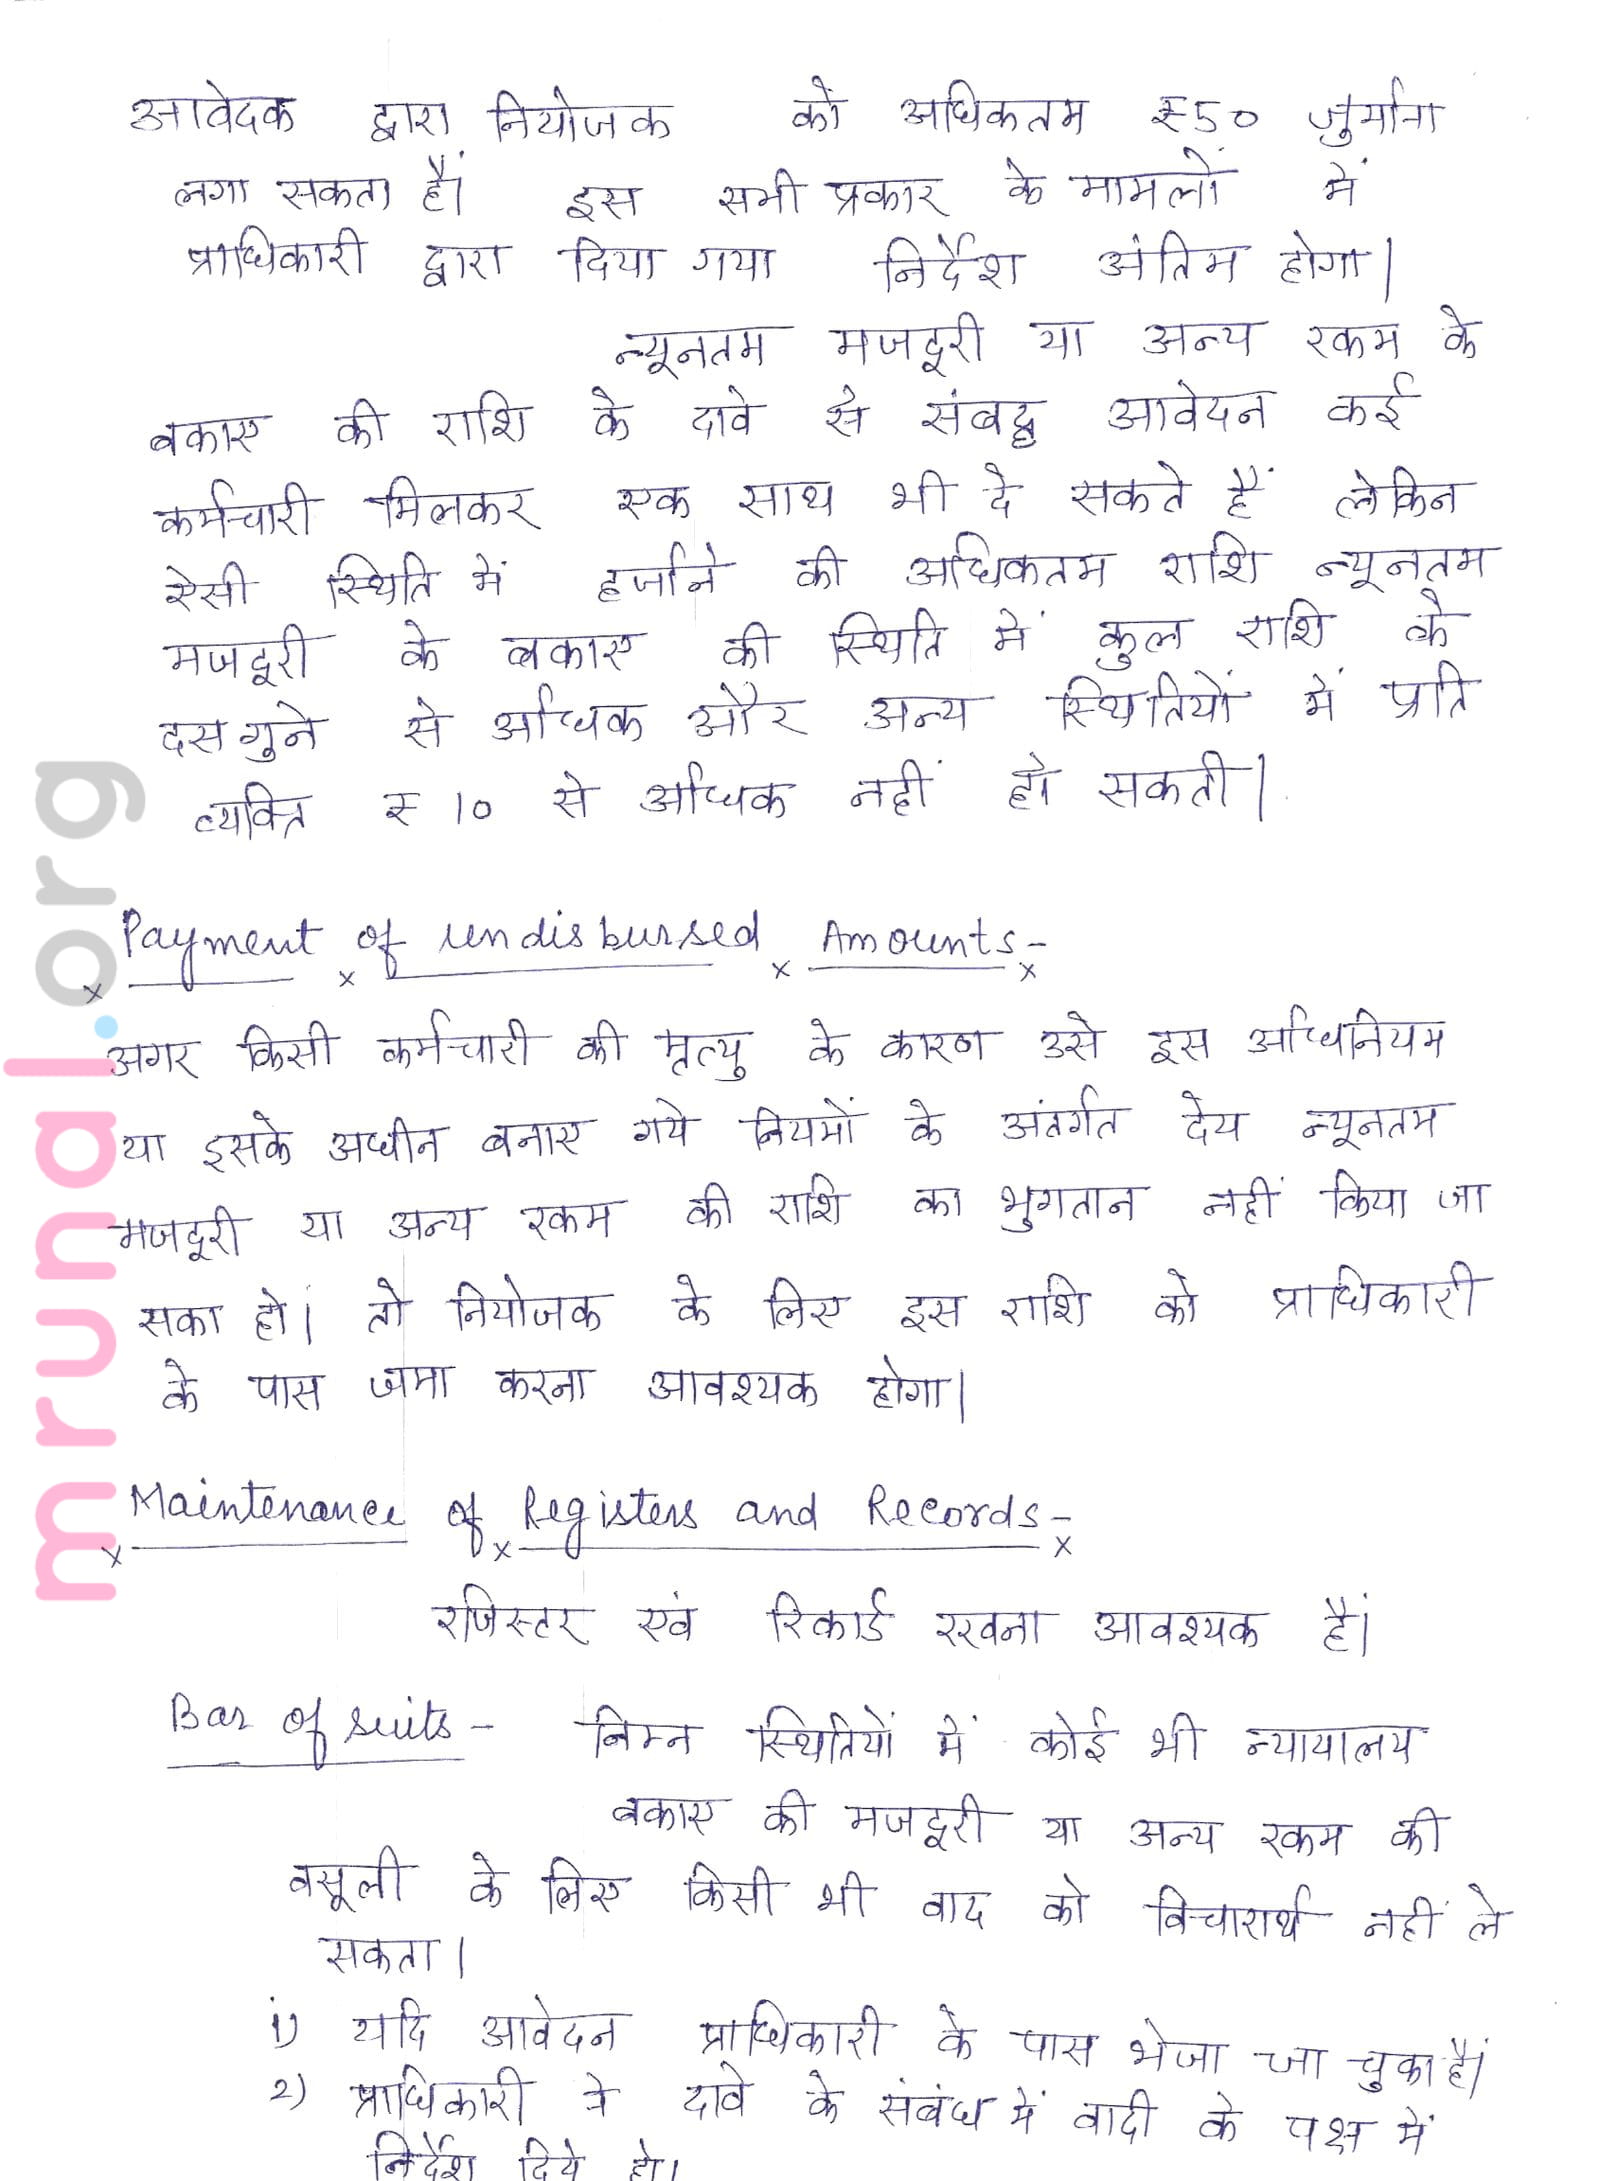 आवेदक द्वारा नियोजक को अधिकतम ₹50 जुर्माना
लगा सकता हैं। इस सभी प्रकार के मामलों में
प्राधिकारी द्वारा दिया गया निर्देश अंतिम होगा।
न्यूनतम मजदूरी या अन्य रकम के
बकाए की राशि के दावे से संबद्ध आवेदन कई
कर्मचारी मिलकर एक साथ भी दे सकते हैं लेकिन
ऐसी स्थिति में हर्जाने की अधिकतम राशि न्यूनतम
मजदूरी के बकाए की स्थिति में कुल राशि के
दस गुने से अधिक और अन्य स्थितियों में प्रति
व्यक्ति ₹ 10 से अधिक नहीं हो सकती।
Payment of undisbursed Amounts-
अगर किसी कर्मचारी की मृत्यु के कारण उसे इस अधिनियम
या इसके अधीन बनाए गये नियमों के अंतर्गत देय न्यूनतम
मजदूरी या अन्य रकम की राशि का भुगतान नहीं किया जा
सका हो। तो नियोजक के लिए इस राशि को प्राधिकारी
के पास जमा करना आवश्यक होगा।
Maintenance of Registers and Records-
रजिस्टर एवं रिकार्ड रखना आवश्यक हैं।
Bar of suits - निम्न स्थितियों में कोई भी न्यायालय
बकाए की मजदूरी या अन्य रकम की
वसूली के लिए किसी भी वाद को विचारार्थ नहीं ले
सकता।
1) यदि आवेदन प्राधिकारी के पास भेजा जा चुका हैं।
2) प्राधिकारी ने दावे के संबंध में वादी के पक्ष में
निर्देश दिये हो।
mrunal.org